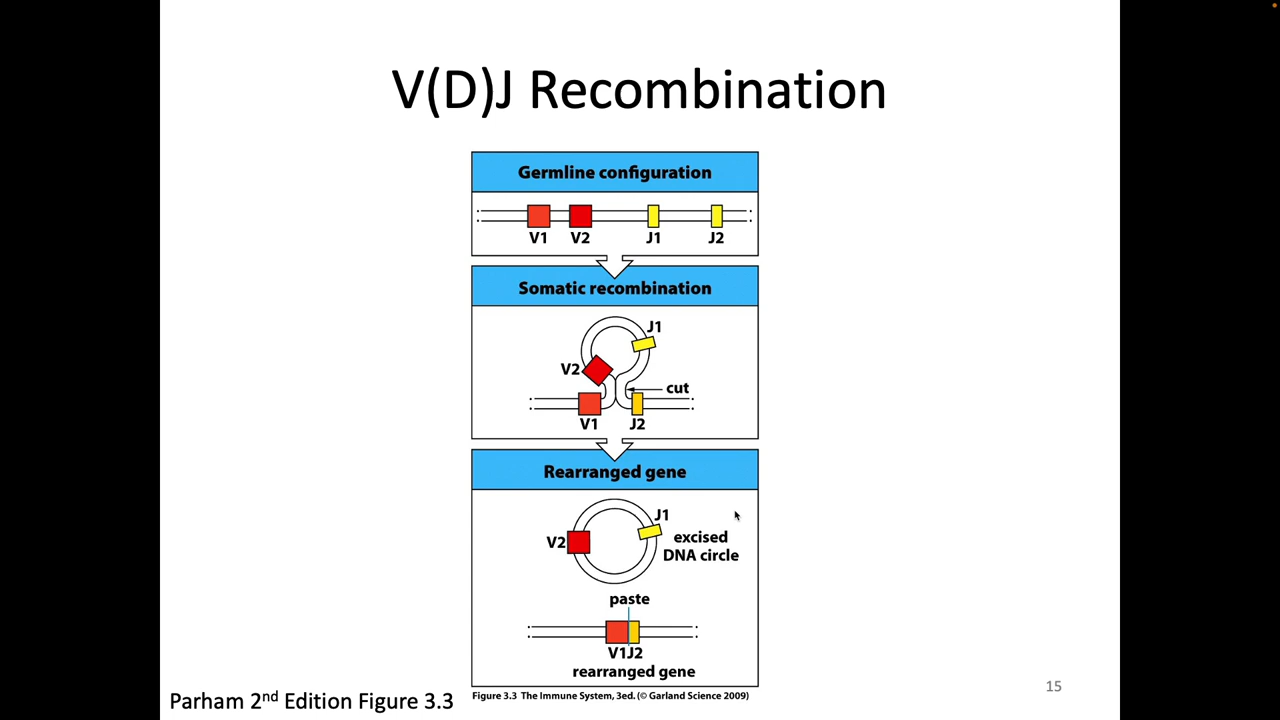 V(D)J Recombination
Germline configuration
V1 V2 J1 J2
Somatic recombination
J1
V2
cut
V1 J2
Rearranged gene
J1
V2
excised
DNA circle
paste
V1J2
rearranged gene
Figure 3.3 The Immune System, 3ed. (© Garland Science 2009)
Parham 2nd Edition Figure 3.3
15